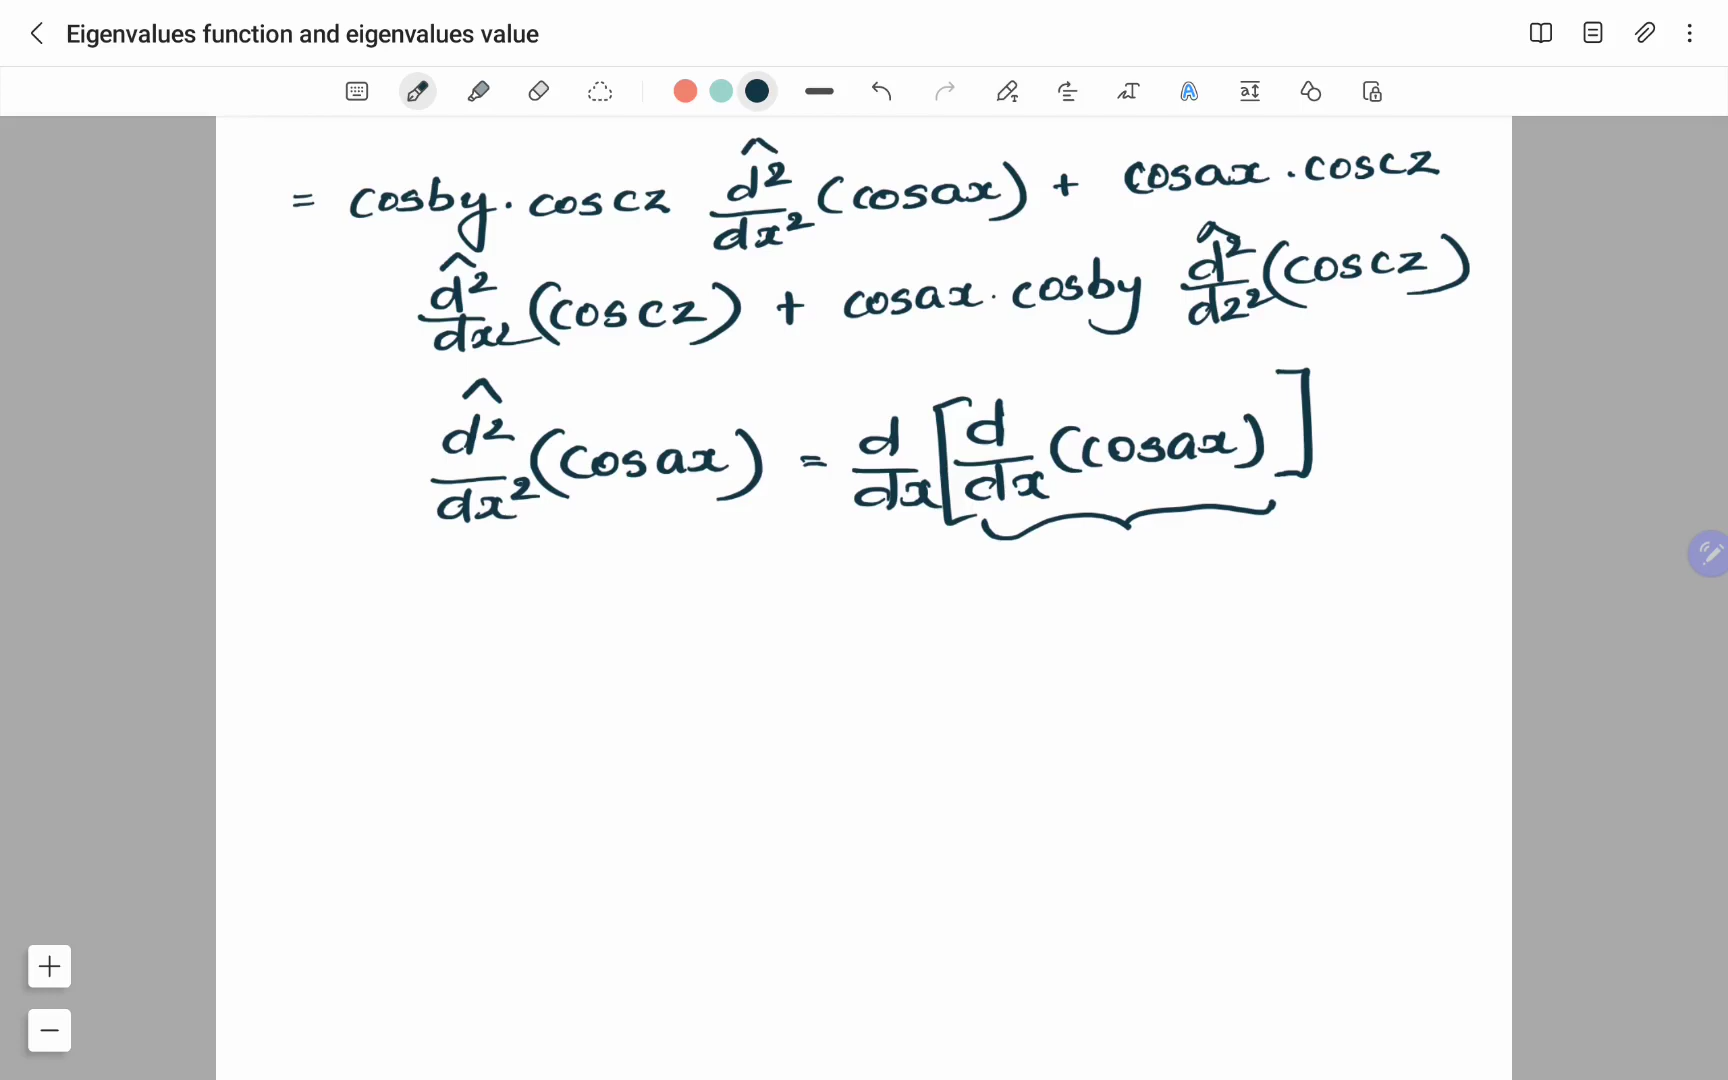 Eigenvalues function and eigenvalues value
= cosby . coscz d̂²/dx² (cosax) + cosax . coscz
d̂²/dx² (coscz) + cosax . cosby d̂²/dz² (coscz)
d̂²/dx² (cosax) = d/dx [d/dx (cosax)]